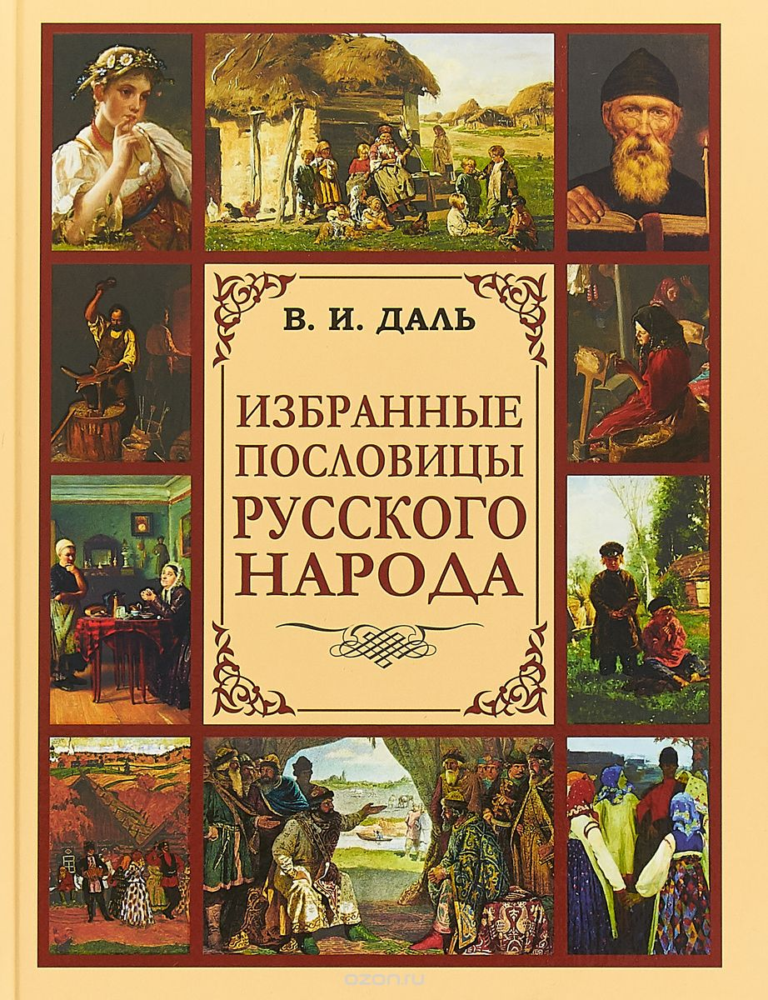 В. И. ДАЛЬ
ИЗБРАННЫЕ
ПОСЛОВИЦЫ
РУССКОГО
НАРОДА
ozon.ru